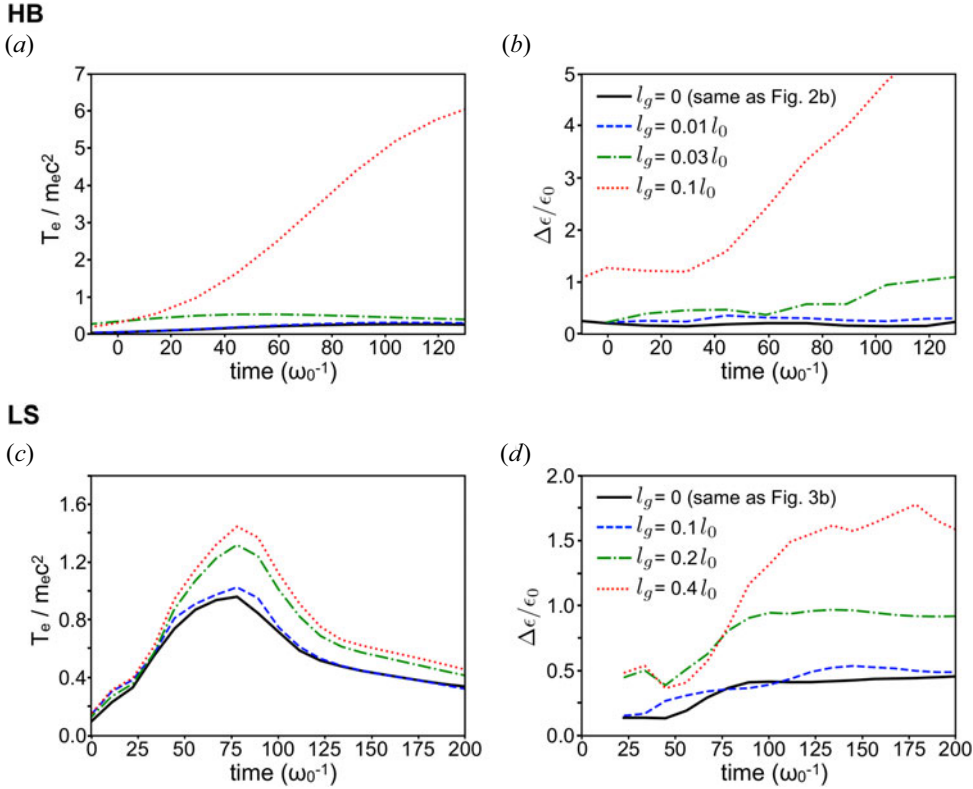 HB
(a)
(b)
7
6
5
4
3
2
1
0
T_e / m_ec²
0 20 40 60 80 100 120
time (ω₀⁻¹)
5
4
3
2
1
0
Δϵ/ϵ₀
l_g = 0 (same as Fig. 2b)
l_g = 0.01 l₀
l_g = 0.03 l₀
l_g = 0.1 l₀
0 20 40 60 80 100 120
time (ω₀⁻¹)
LS
(c)
(d)
1.6
1.2
0.8
0.4
0.0
T_e / m_ec²
0 25 50 75 100 125 150 175 200
time (ω₀⁻¹)
2.0
1.5
1.0
0.5
0.0
Δϵ/ϵ₀
l_g = 0 (same as Fig. 3b)
l_g = 0.1 l₀
l_g = 0.2 l₀
l_g = 0.4 l₀
0 25 50 75 100 125 150 175 200
time (ω₀⁻¹)